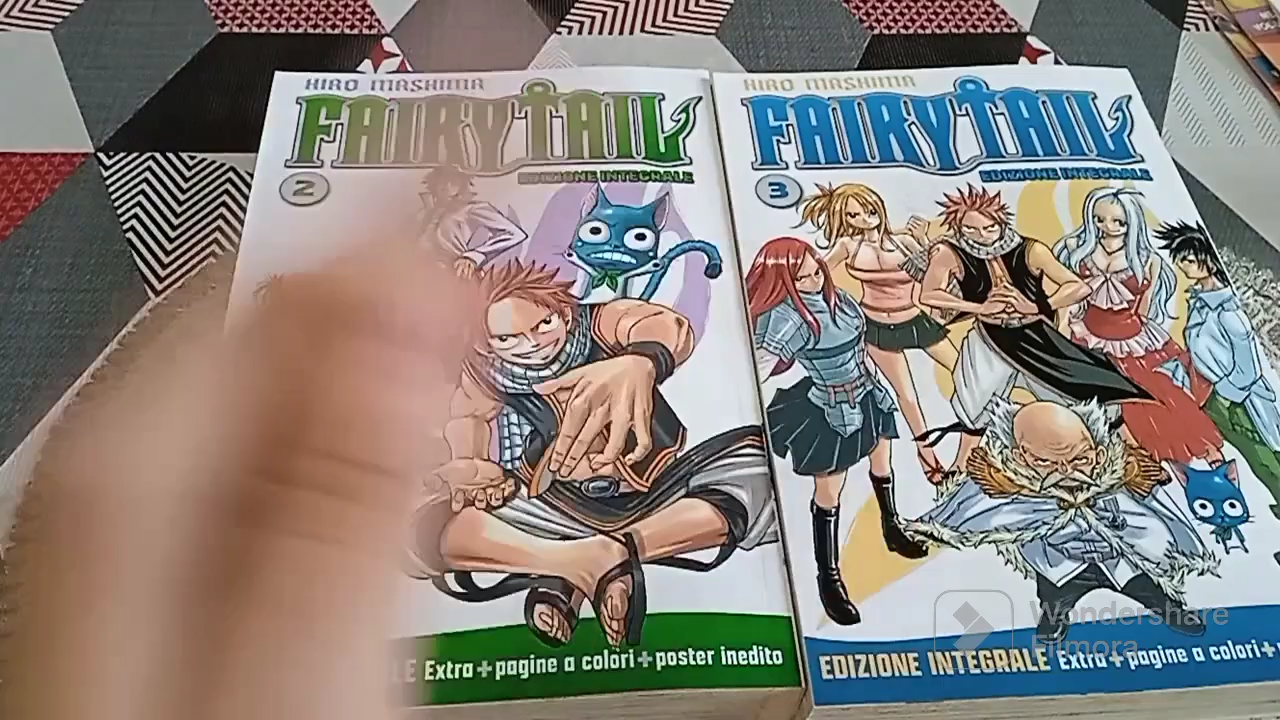 HIRO MASHIMA
FAIRY TAIL
EDIZIONE INTEGRALE
2
LE Extra+pagine a colori+poster inedito
HIRO MASHIMA
FAIRY TAIL
EDIZIONE INTEGRALE
3
EDIZIONE INTEGRALE Extra+pagine a colori+
Wondershare
Filmora